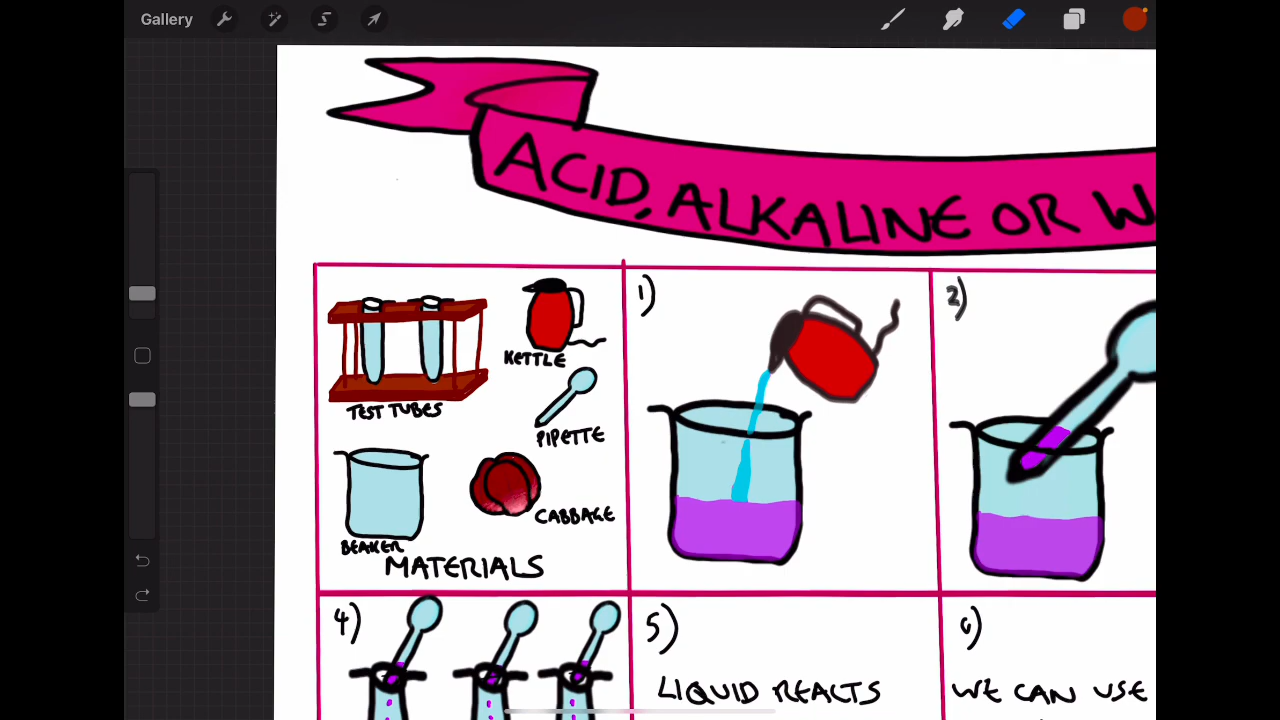 Gallery
ACID, ALKALINE OR W
KETTLE
TEST TUBES
PIPETTE
CABBAGE
BEAKER
MATERIALS
1)
2)
4)
5)
LIQUID REACTS
6)
WE CAN USE